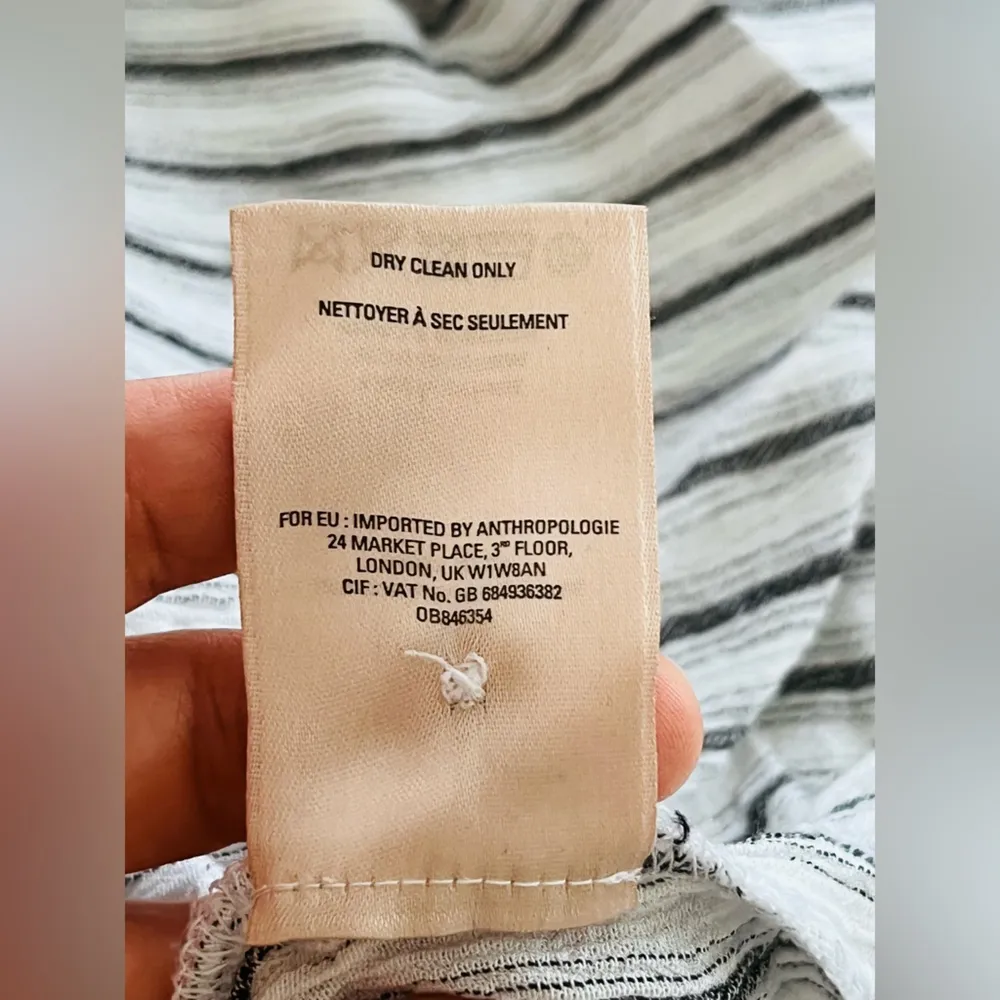 DRY CLEAN ONLY
NETTOYER À SEC SEULEMENT
FOR EU : IMPORTED BY ANTHROPOLOGIE
24 MARKET PLACE, 3RD FLOOR,
LONDON, UK W1W8AN
CIF : VAT No. GB 684936382
OB846354